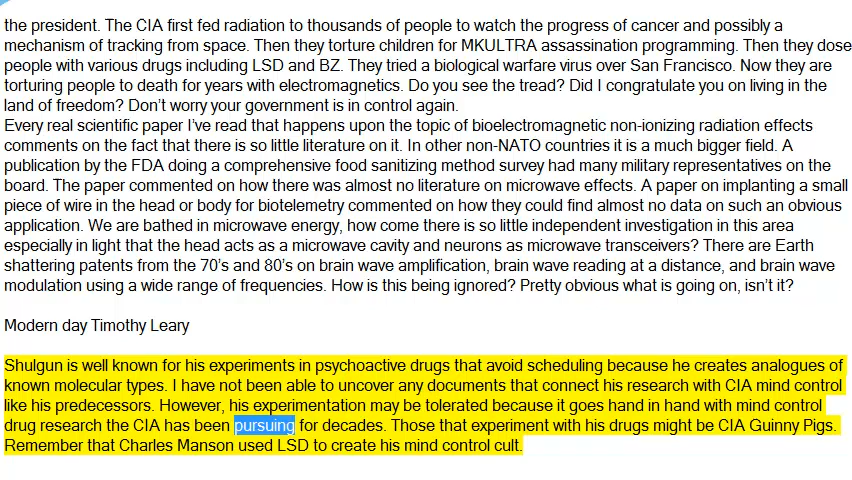 the president. The CIA first fed radiation to thousands of people to watch the progress of cancer and possibly a
mechanism of tracking from space. Then they torture children for MKULTRA assassination programming. Then they dose
people with various drugs including LSD and BZ. They tried a biological warfare virus over San Francisco. Now they are
torturing people to death for years with electromagnetics. Do you see the tread? Did I congratulate you on living in the
land of freedom? Don’t worry your government is in control again.
Every real scientific paper I’ve read that happens upon the topic of bioelectromagnetic non-ionizing radiation effects
comments on the fact that there is so little literature on it. In other non-NATO countries it is a much bigger field. A
publication by the FDA doing a comprehensive food sanitizing method survey had many military representatives on the
board. The paper commented on how there was almost no literature on microwave effects. A paper on implanting a small
piece of wire in the head or body for biotelemetry commented on how they could find almost no data on such an obvious
application. We are bathed in microwave energy, how come there is so little independent investigation in this area
especially in light that the head acts as a microwave cavity and neurons as microwave transceivers? There are Earth
shattering patents from the 70’s and 80’s on brain wave amplification, brain wave reading at a distance, and brain wave
modulation using a wide range of frequencies. How is this being ignored? Pretty obvious what is going on, isn’t it?
Modern day Timothy Leary
Shulgun is well known for his experiments in psychoactive drugs that avoid scheduling because he creates analogues of
known molecular types. I have not been able to uncover any documents that connect his research with CIA mind control
like his predecessors. However, his experimentation may be tolerated because it goes hand in hand with mind control
drug research the CIA has been pursuing for decades. Those that experiment with his drugs might be CIA Guinny Pigs.
Remember that Charles Manson used LSD to create his mind control cult.